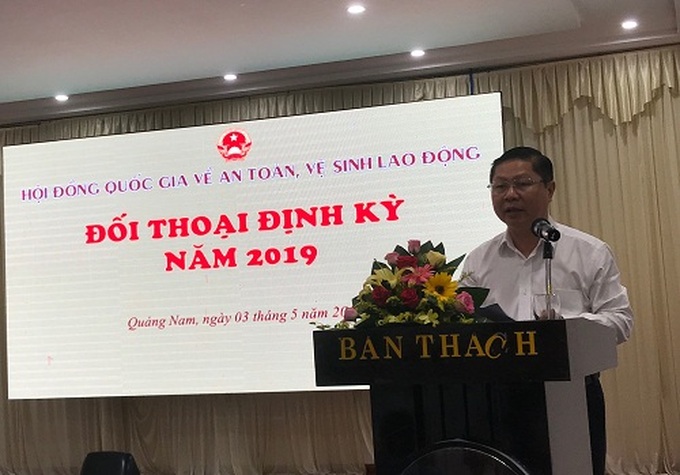 HỘI ĐỒNG QUỐC GIA VỀ AN TOÀN, VỆ SINH LAO ĐỘNG
ĐỐI THOẠI ĐỊNH KỲ
NĂM 2019
Quảng Nam, ngày 03 tháng 5 năm
BAN THACH